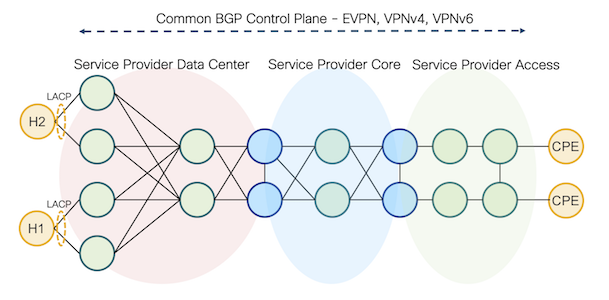 Common BGP Control Plane – EVPN, VPNv4, VPNv6
Service Provider Data Center
Service Provider Core
Service Provider Access
LACP
H2
CPE
LACP
H1
CPE